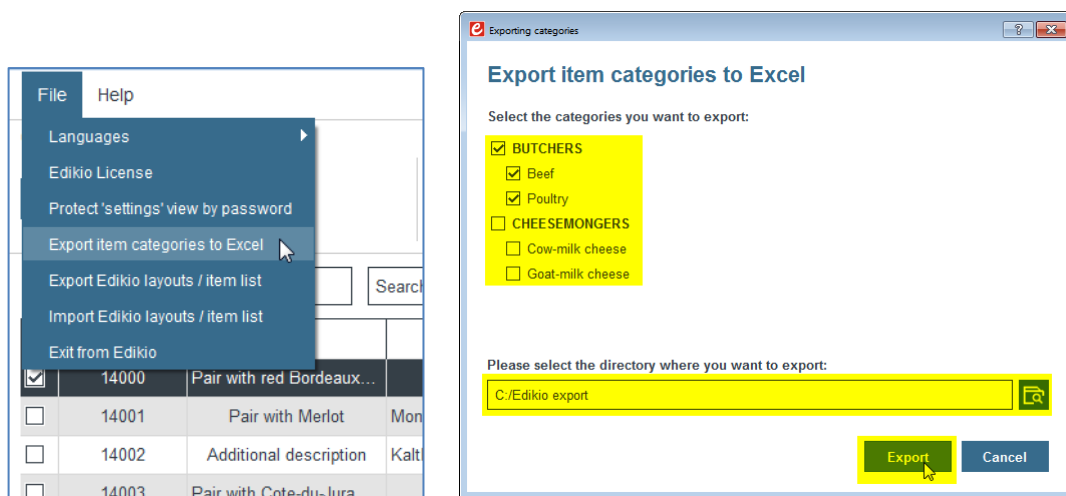 File Help
Languages
Edikio License
Protect 'settings' view by password
Export item categories to Excel
Export Edikio layouts / item list
Import Edikio layouts / item list
Exit from Edikio
Search
14000 Pair with red Bordeaux...
14001 Pair with Merlot Mon
14002 Additional description Kalt
14003 Pair with Cote-du-Jura
Exporting categories
Export item categories to Excel
Select the categories you want to export:
BUTCHERS
Beef
Poultry
CHEESEMONGERS
Cow-milk cheese
Goat-milk cheese
Please select the directory where you want to export:
C:/Edikio export
Export Cancel